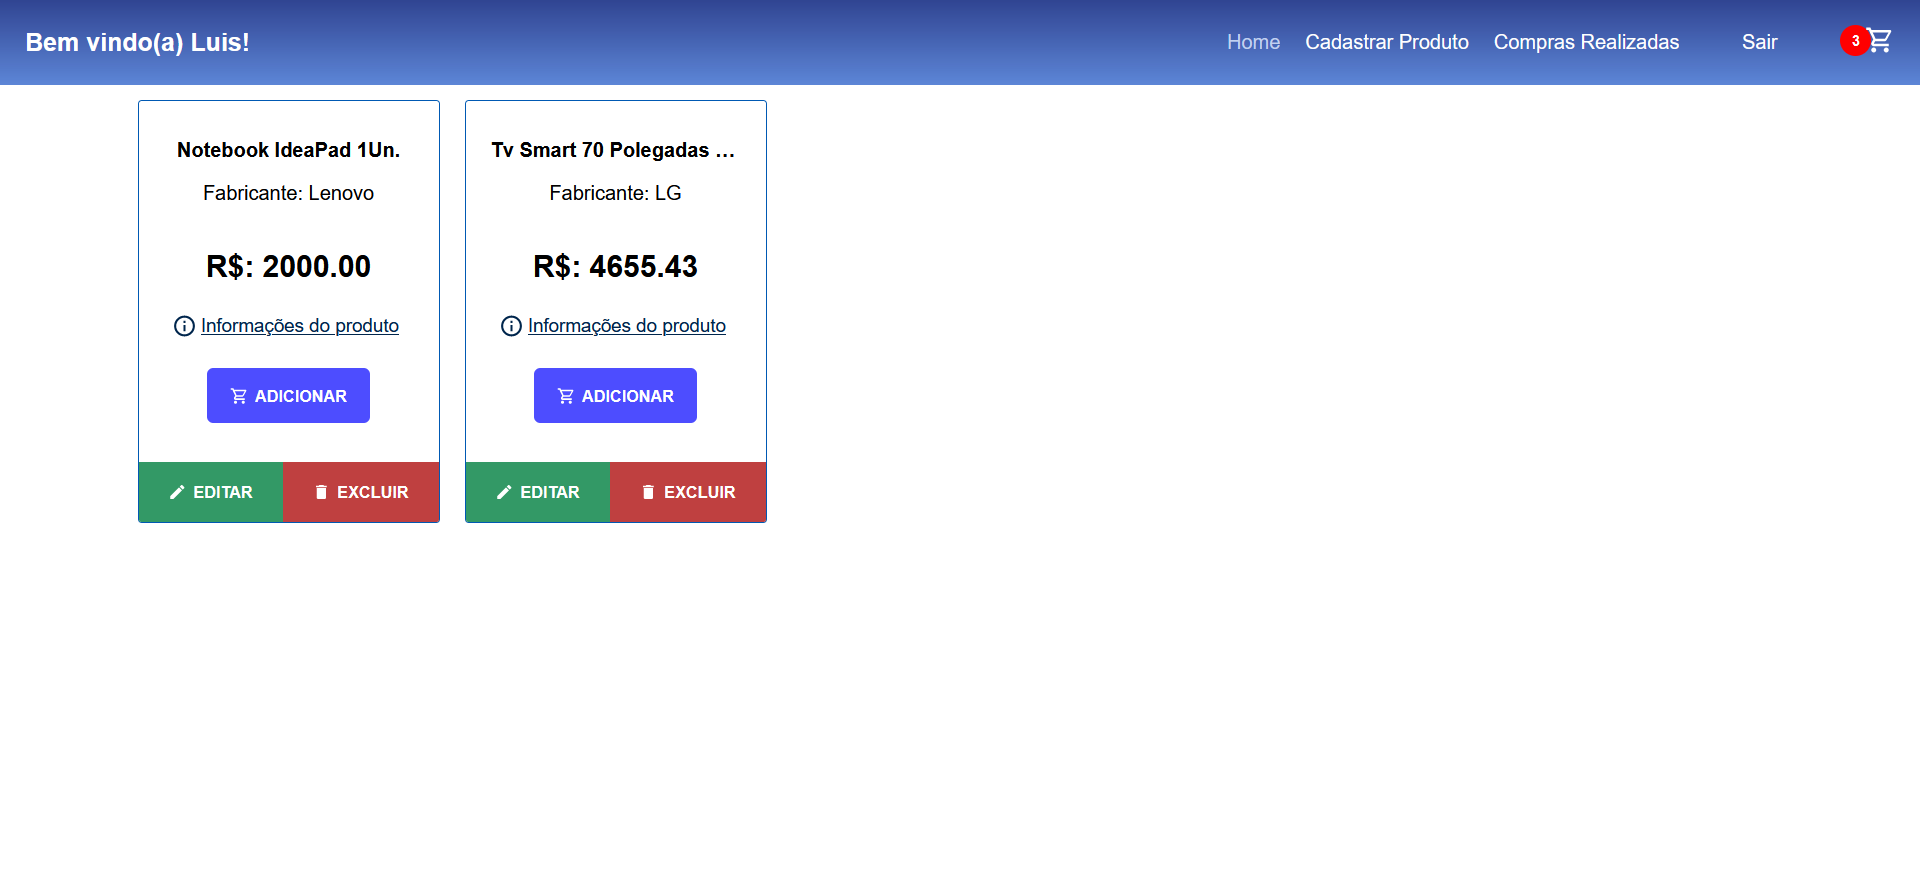 Bem vindo(a) Luis!
Home Cadastrar Produto Compras Realizadas Sair 3
Notebook IdeaPad 1Un.
Fabricante: Lenovo
R$: 2000.00
Informações do produto
ADICIONAR
EDITAR EXCLUIR
Tv Smart 70 Polegadas ...
Fabricante: LG
R$: 4655.43
Informações do produto
ADICIONAR
EDITAR EXCLUIR